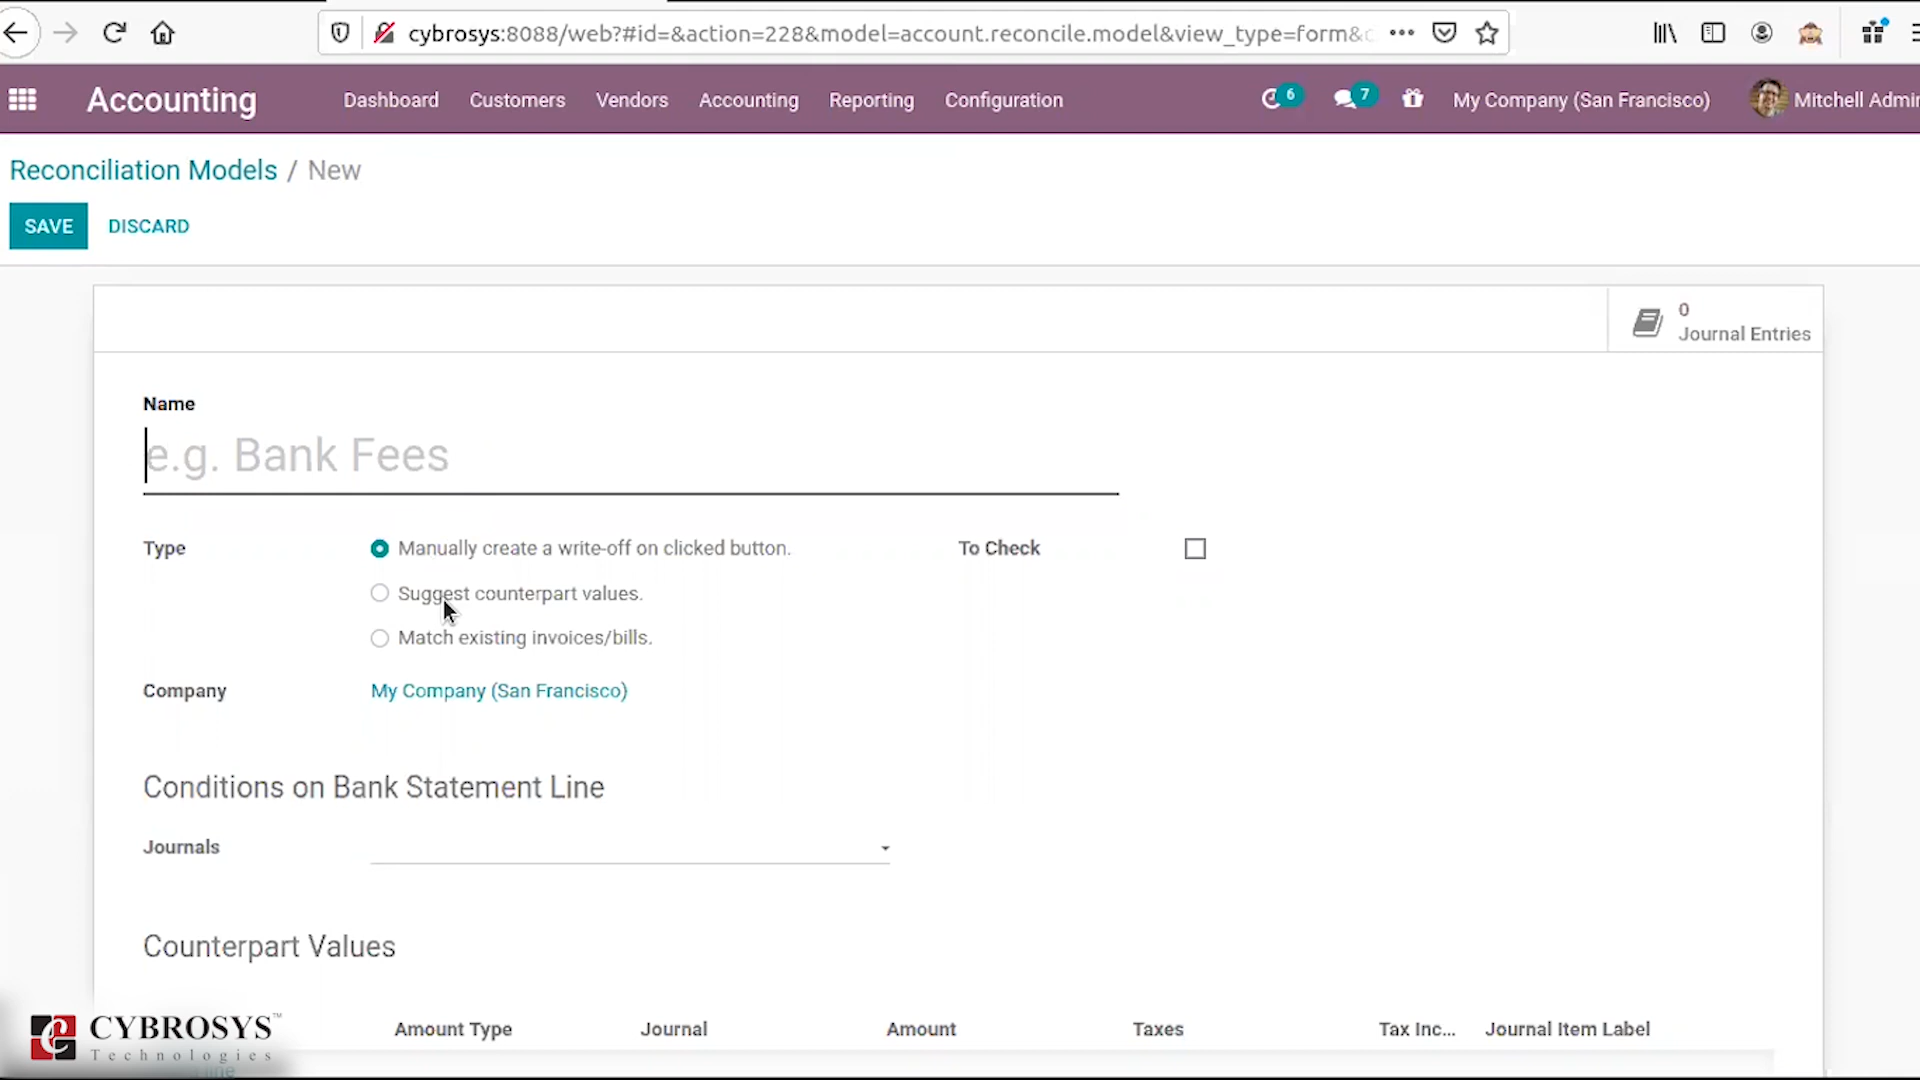 cybrosys:8088/web?#id=&action=228&model=account.reconcile.model&view_type=form&c
Accounting Dashboard Customers Vendors Accounting Reporting Configuration 6 7 My Company (San Francisco) Mitchell Admin
Reconciliation Models / New
SAVE DISCARD
0
Journal Entries
Name
e.g. Bank Fees
Type Manually create a write-off on clicked button. To Check
Suggest counterpart values.
Match existing invoices/bills.
Company My Company (San Francisco)
Conditions on Bank Statement Line
Journals
Counterpart Values
Amount Type Journal Amount Taxes Tax Inc... Journal Item Label
CYBROSYS™
Technologies